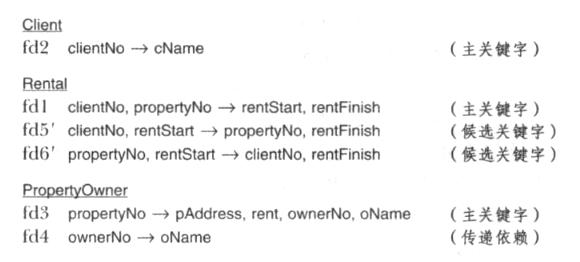 Client
fd2 clientNo → cName （主关键字）
Rental
fd1 clientNo, propertyNo → rentStart, rentFinish （主关键字）
fd5′ clientNo, rentStart → propertyNo, rentFinish （候选关键字）
fd6′ propertyNo, rentStart → clientNo, rentFinish （候选关键字）
PropertyOwner
fd3 propertyNo → pAddress, rent, ownerNo, oName （主关键字）
fd4 ownerNo → oName （传递依赖）